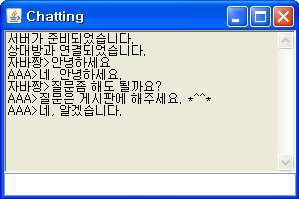 Chatting
서버가 준비되었습니다.
상대방과 연결되었습니다.
자바짱>안녕하세요
AAA>네, 안녕하세요.
자바짱>질문좀 해도 될까요?
AAA>질문은 게시판에 해주세요, *^^*
AAA>네, 알겠습니다.